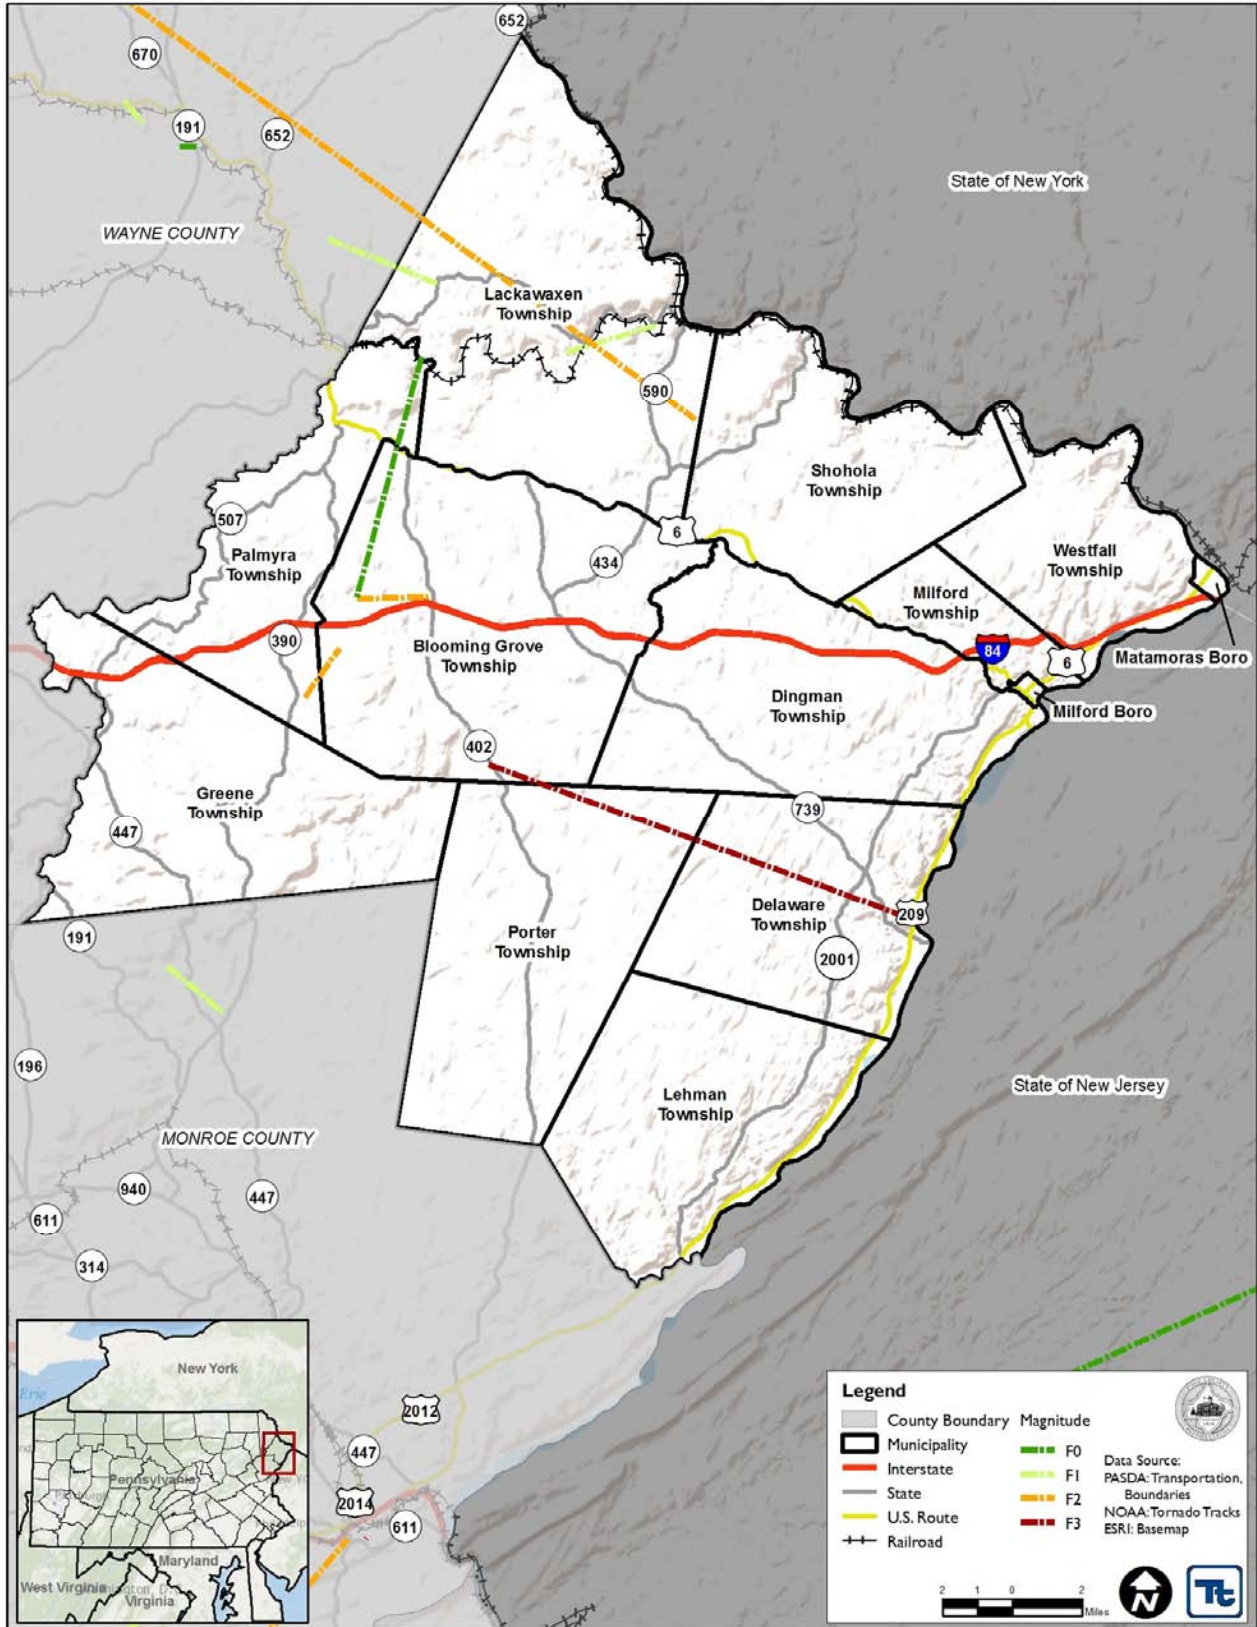 652
670
191
652
State of New York
WAYNE COUNTY
Lackawaxen
Township
590
Shohola
Township
507
6
Palmyra
Township
434
Westfall
Township
Milford
Township
390
Blooming Grove
Township
84
6
Matamoras Boro
Dingman
Township
Milford Boro
402
Greene
Township
739
447
Delaware
Township
209
191
Porter
Township
2001
196
State of New Jersey
Lehman
Township
MONROE COUNTY
940
447
611
314
New York
Erie
2012
447
Pennsylvania
2014
611
Maryland
West Virginia
Virginia
Legend
County Boundary
Municipality
Interstate
State
U.S. Route
Railroad
Magnitude
F0
F1
F2
F3
Data Source:
PASDA: Transportation,
Boundaries
NOAA: Tornado Tracks
ESRI: Basemap
2 1 0 2
Miles
N
Tt